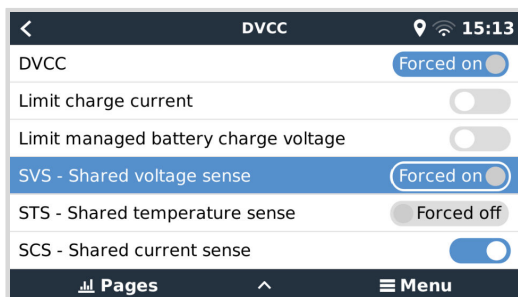 DVCC 15:13
DVCC Forced on
Limit charge current
Limit managed battery charge voltage
SVS - Shared voltage sense Forced on
STS - Shared temperature sense Forced off
SCS - Shared current sense
Pages Menu